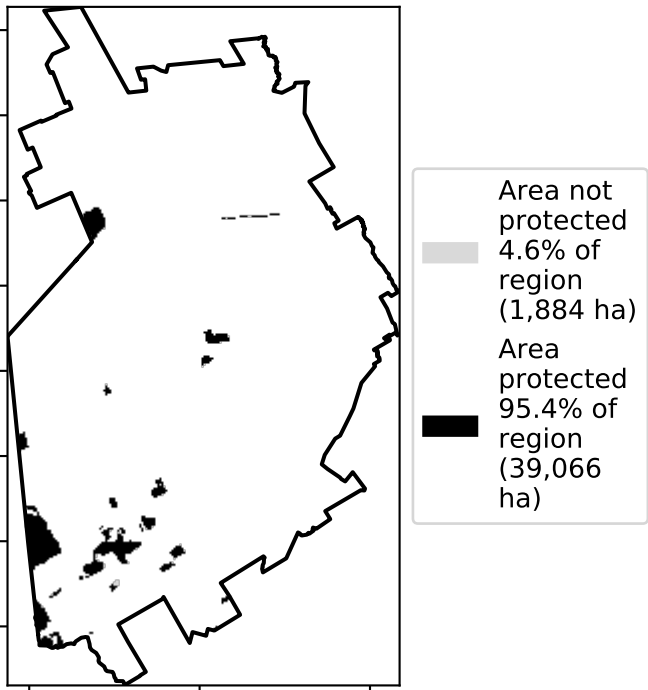 Area not
protected
4.6% of
region
(1,884 ha)
Area
protected
95.4% of
region
(39,066
ha)